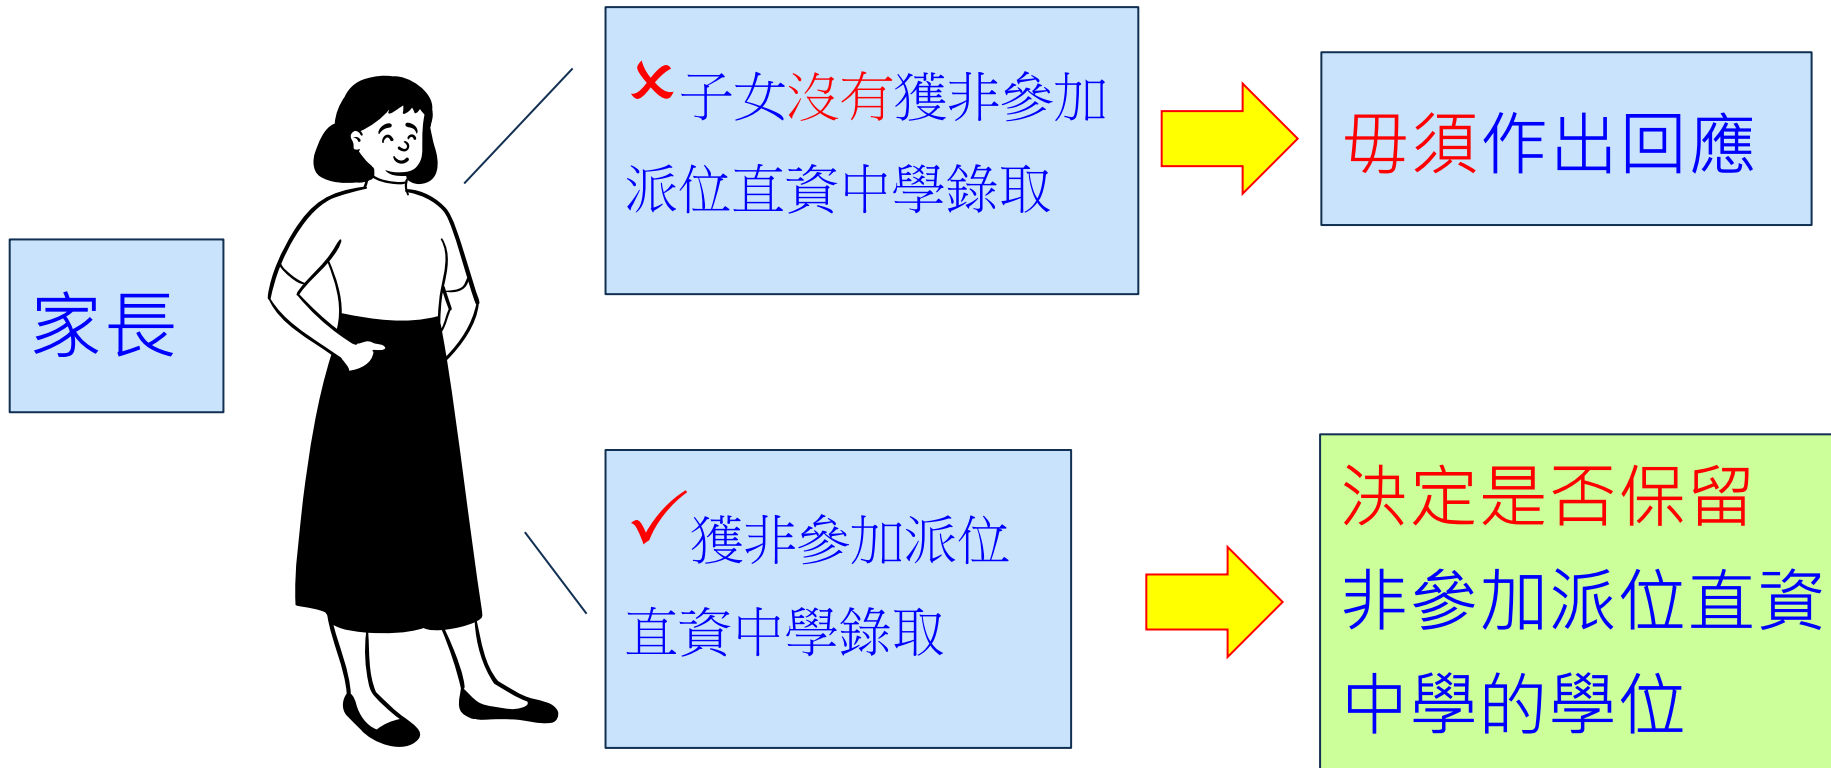 家長
✘子女沒有獲非參加
派位直資中學錄取
毋須作出回應
✓獲非參加派位
直資中學錄取
決定是否保留
非參加派位直資
中學的學位